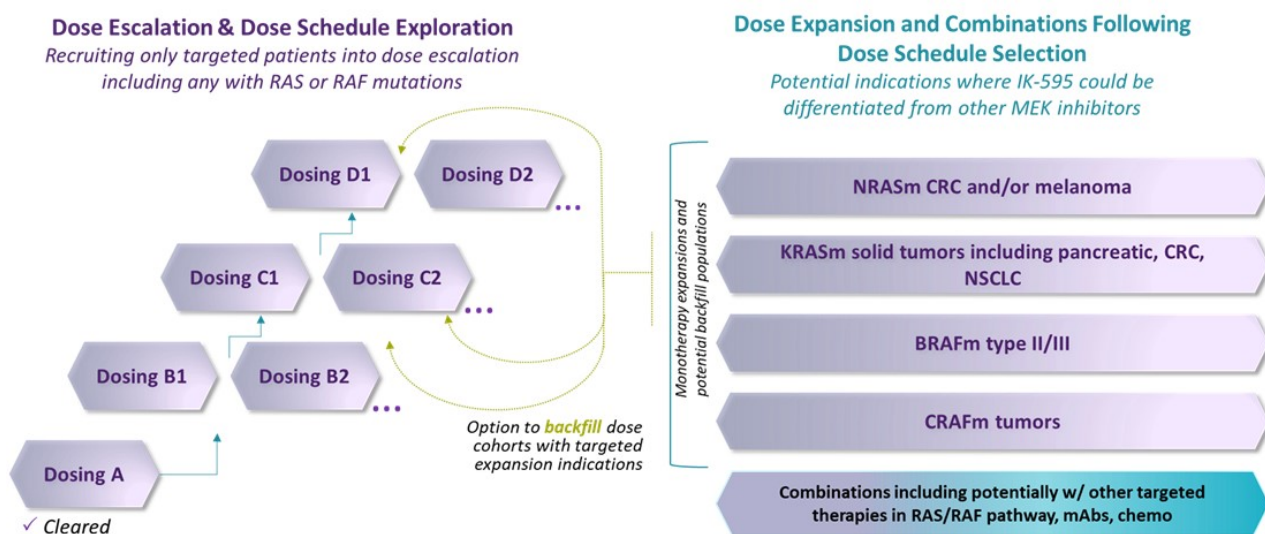 Dose Escalation & Dose Schedule Exploration
Recruiting only targeted patients into dose escalation
including any with RAS or RAF mutations
Dosing D1
Dosing D2
...
Dosing C1
Dosing C2
...
Dosing B1
Dosing B2
...
Dosing A
✓ Cleared
Option to backfill dose
cohorts with targeted
expansion indications
Dose Expansion and Combinations Following
Dose Schedule Selection
Potential indications where IK-595 could be
differentiated from other MEK inhibitors
Monotherapy expansions and
potential backfill populations
NRASm CRC and/or melanoma
KRASm solid tumors including pancreatic, CRC,
NSCLC
BRAFm type II/III
CRAFm tumors
Combinations including potentially w/ other targeted
therapies in RAS/RAF pathway, mAbs, chemo